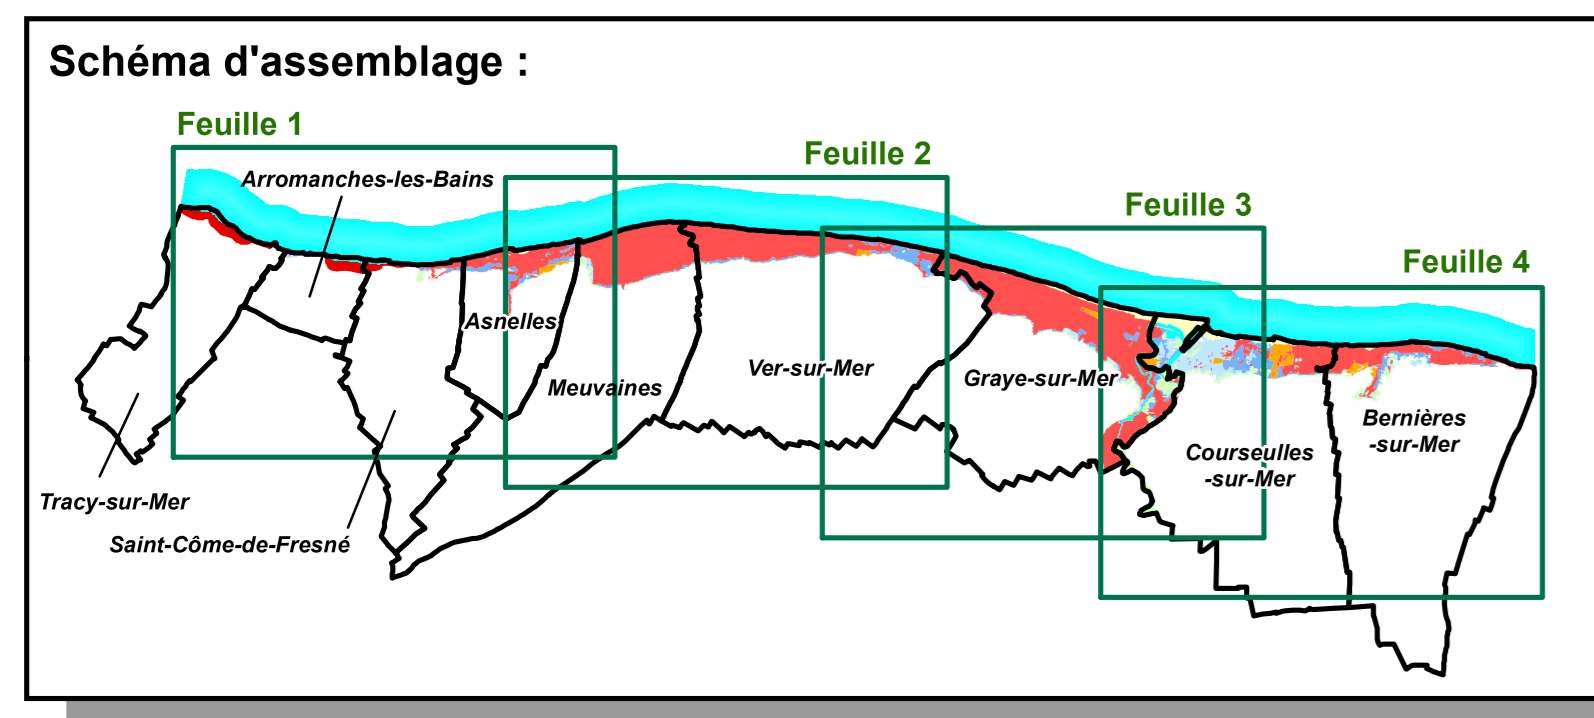 Schéma d'assemblage :
Feuille 1
Feuille 2
Arromanches-les-Bains
Feuille 3
Feuille 4
Asnelles
Ver-sur-Mer
Graye-sur-Mer
Meuvaines
Bernières
-sur-Mer
Courseulles
-sur-Mer
Tracy-sur-Mer
Saint-Côme-de-Fresné